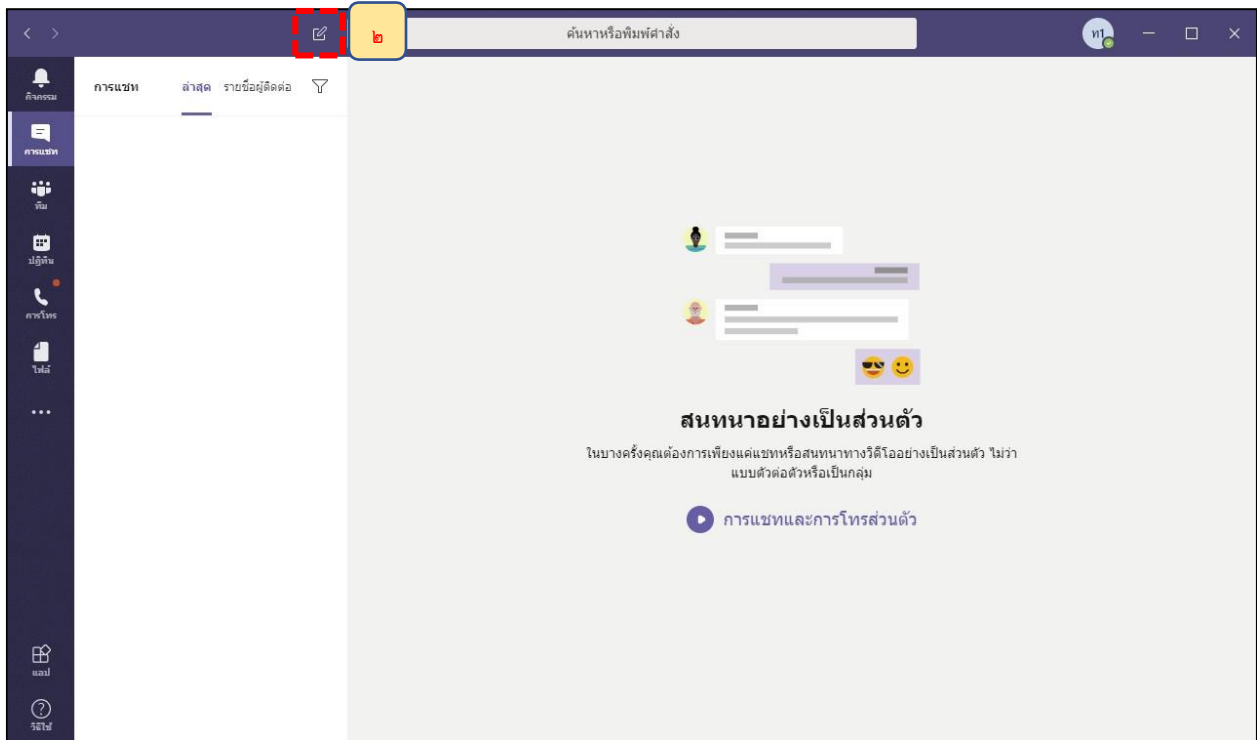 ๒
ค้นหาหรือพิมพ์คำสั่ง
ท1
กิจกรรม
การแชท
ล่าสุด
รายชื่อผู้ติดต่อ
การแชท
ทีม
ปฏิทิน
การโทร
ไฟล์
สนทนาอย่างเป็นส่วนตัว
ในบางครั้งคุณต้องการเพียงแค่แชทหรือสนทนาทางวิดีโออย่างเป็นส่วนตัว ไม่ว่า
แบบตัวต่อตัวหรือเป็นกลุ่ม
การแชทและการโทรส่วนตัว
แอป
วิธีใช้